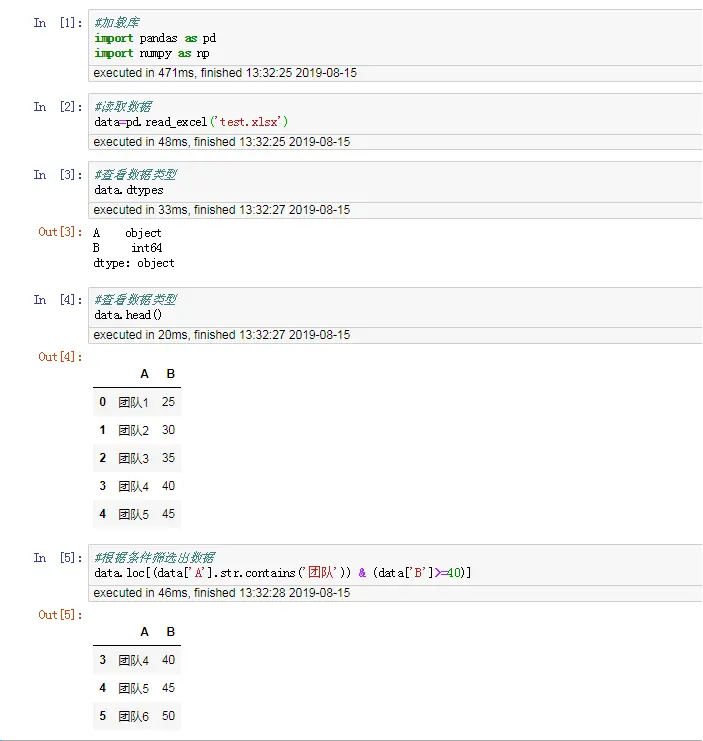 In [1]: #加载库
import pandas as pd
import numpy as np
executed in 471ms, finished 13:32:25 2019-08-15
In [2]: #读取数据
data=pd.read_excel('test.xlsx')
executed in 48ms, finished 13:32:25 2019-08-15
In [3]: #查看数据类型
data.dtypes
executed in 33ms, finished 13:32:27 2019-08-15
Out[3]: A object
B int64
dtype: object
In [4]: #查看数据类型
data.head()
executed in 20ms, finished 13:32:27 2019-08-15
Out[4]:
A B
0 团队1 25
1 团队2 30
2 团队3 35
3 团队4 40
4 团队5 45
In [5]: #根据条件筛选出数据
data.loc[(data['A'].str.contains('团队')) & (data['B']>=40)]
executed in 46ms, finished 13:32:28 2019-08-15
Out[5]:
A B
3 团队4 40
4 团队5 45
5 团队6 50